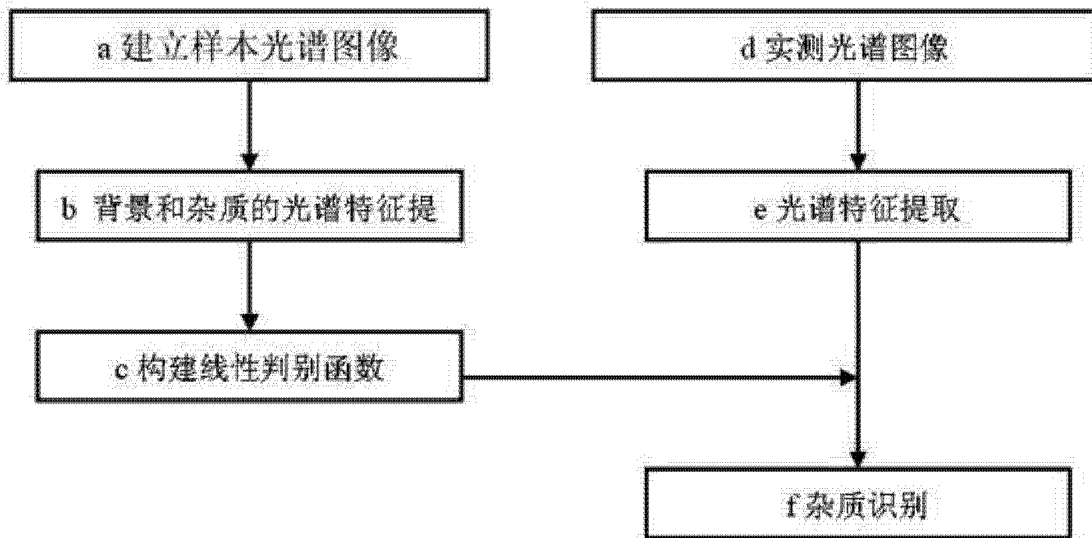 a 建立样本光谱图像
b 背景和杂质的光谱特征提
c 构建线性判别函数
d 实测光谱图像
e 光谱特征提取
f 杂质识别